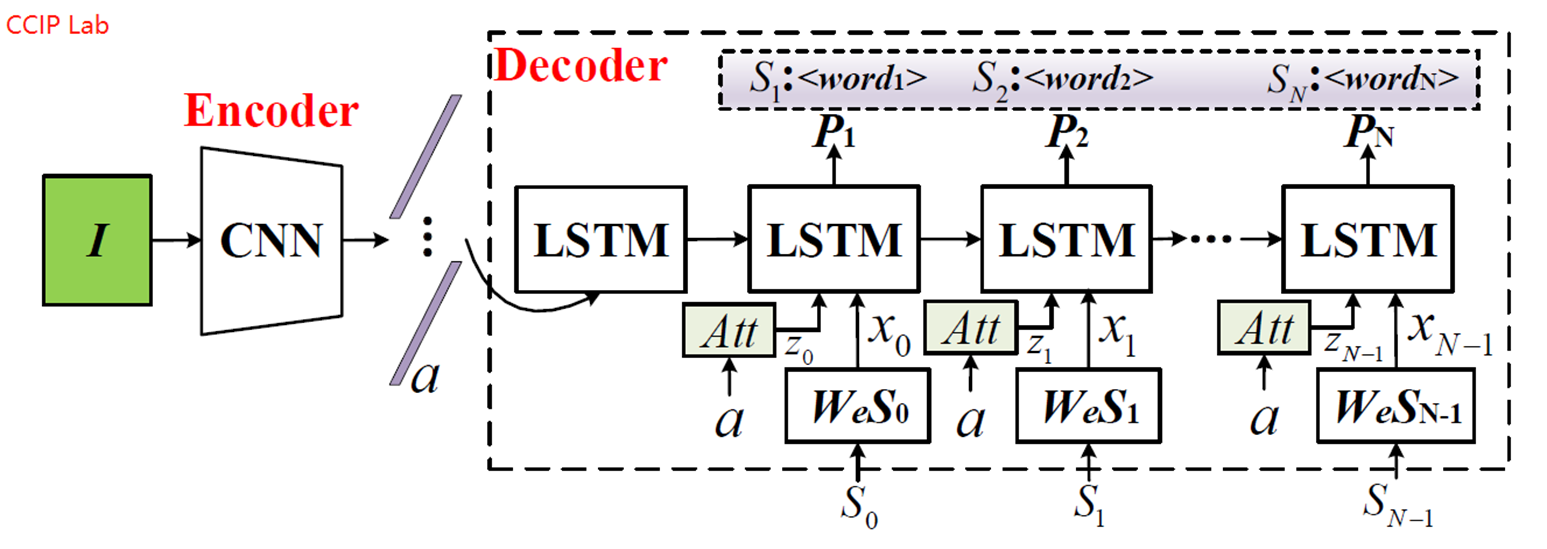 CCIP Lab
Encoder
Decoder
S1:<word1> S2:<word2> SN:<wordN>
P1 P2 PN
I
CNN
a
LSTM LSTM LSTM LSTM
Att z0 x0 Att z1 x1 Att zN-1 xN-1
a WeS0 a WeS1 a WeSN-1
S0 S1 SN-1